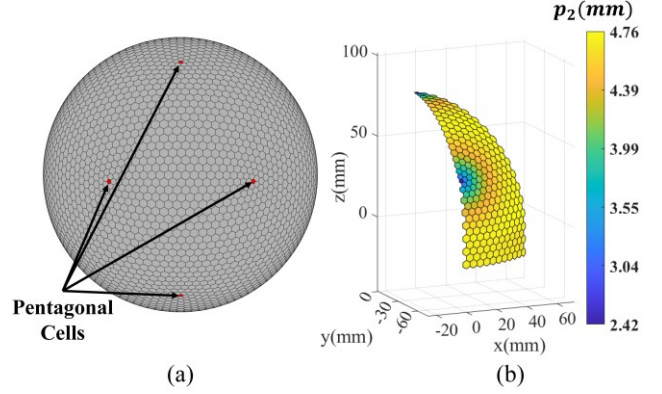 (a)
Pentagonal
Cells
(b)
p₂(mm)
4.76
4.39
3.99
3.55
3.04
2.42
100
50
0
z(mm)
0
-30
-60
y(mm)
-20
0
20
40
60
x(mm)
(a)
(b)